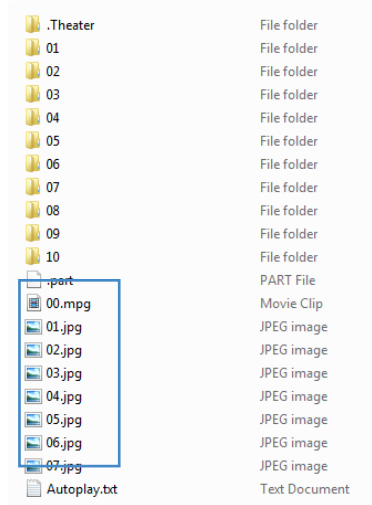 .Theater File folder
01 File folder
02 File folder
03 File folder
04 File folder
05 File folder
06 File folder
07 File folder
08 File folder
09 File folder
10 File folder
.part PART File
00.mpg Movie Clip
01.jpg JPEG image
02.jpg JPEG image
03.jpg JPEG image
04.jpg JPEG image
05.jpg JPEG image
06.jpg JPEG image
07.jpg JPEG image
Autoplay.txt Text Document